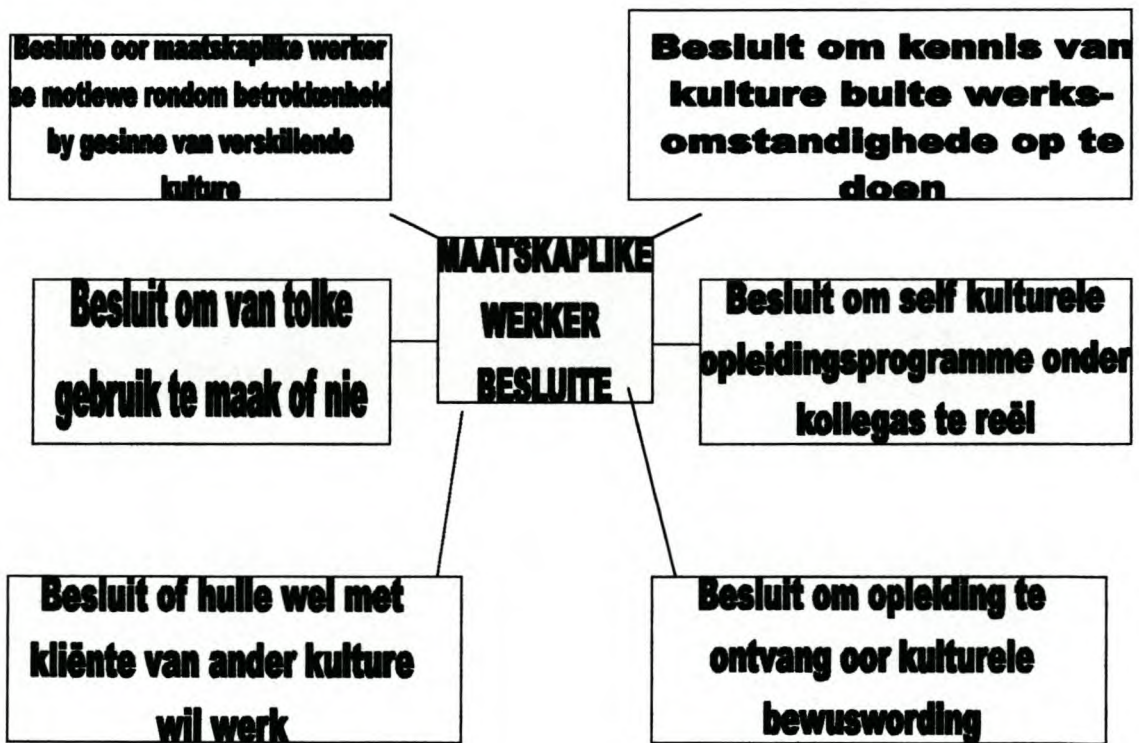 Besluite oor maatskaplike werker
se motiewe rondom betrokkenheid
by gesinne van verskillende
kulture
Besluit om kennis van
kulture buite werks-
omstandighede op te
doen
MAATSKAPLIKE
WERKER
BESLUITE
Besluit om van tolke
gebruik te maak of nie
Besluit om self kulturele
opleidingsprogramme onder
kollegas te reël
Besluit of hulle wel met
kliënte van ander kulture
wil werk
Besluit om opleiding te
ontvang oor kulturele
bewuswording